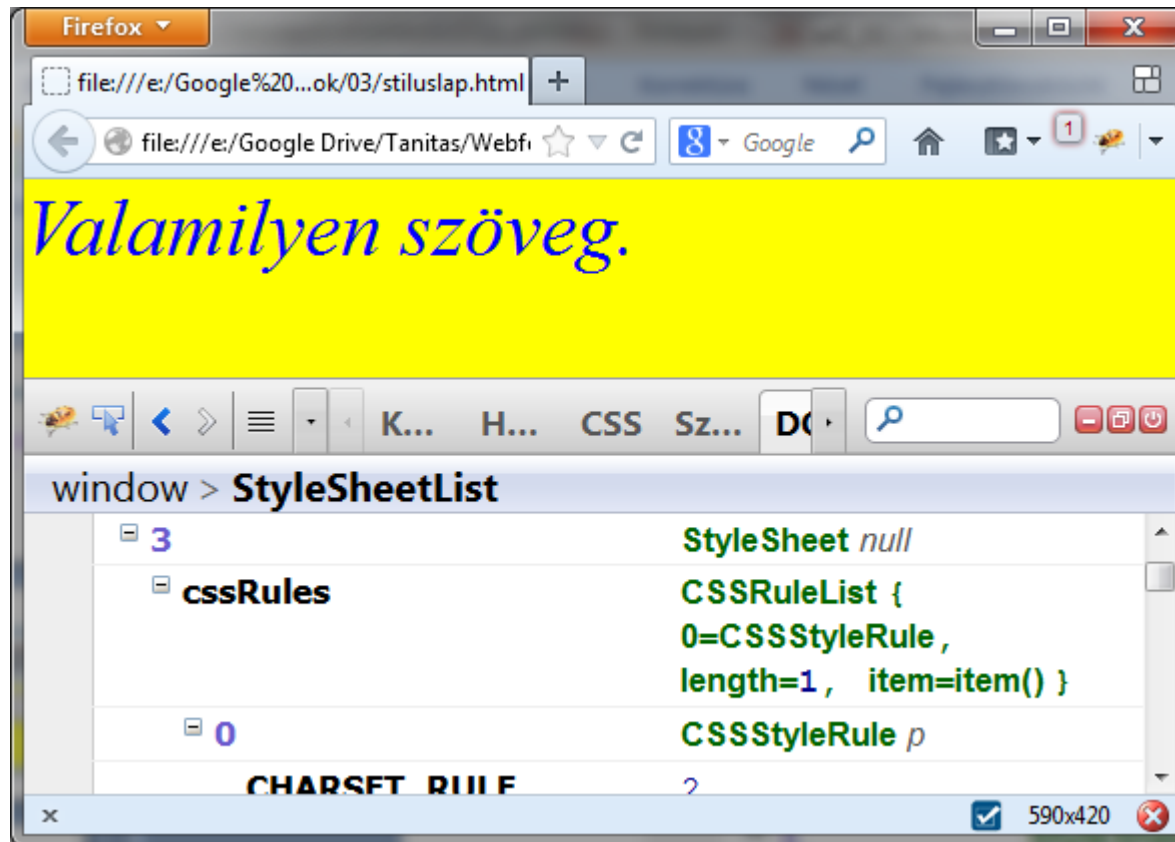 Firefox
file:///e:/Google%20...ok/03/stiluslap.html +
file:///e:/Google Drive/Tanitas/Webf 8 Google 1
Valamilyen szöveg.
K... H... CSS Sz... DO
window > StyleSheetList
3 StyleSheet null
cssRules CSSRuleList {
0=CSSStyleRule,
length=1, item=item() }
0 CSSStyleRule p
CHARSET_RULE 2
× 590x420